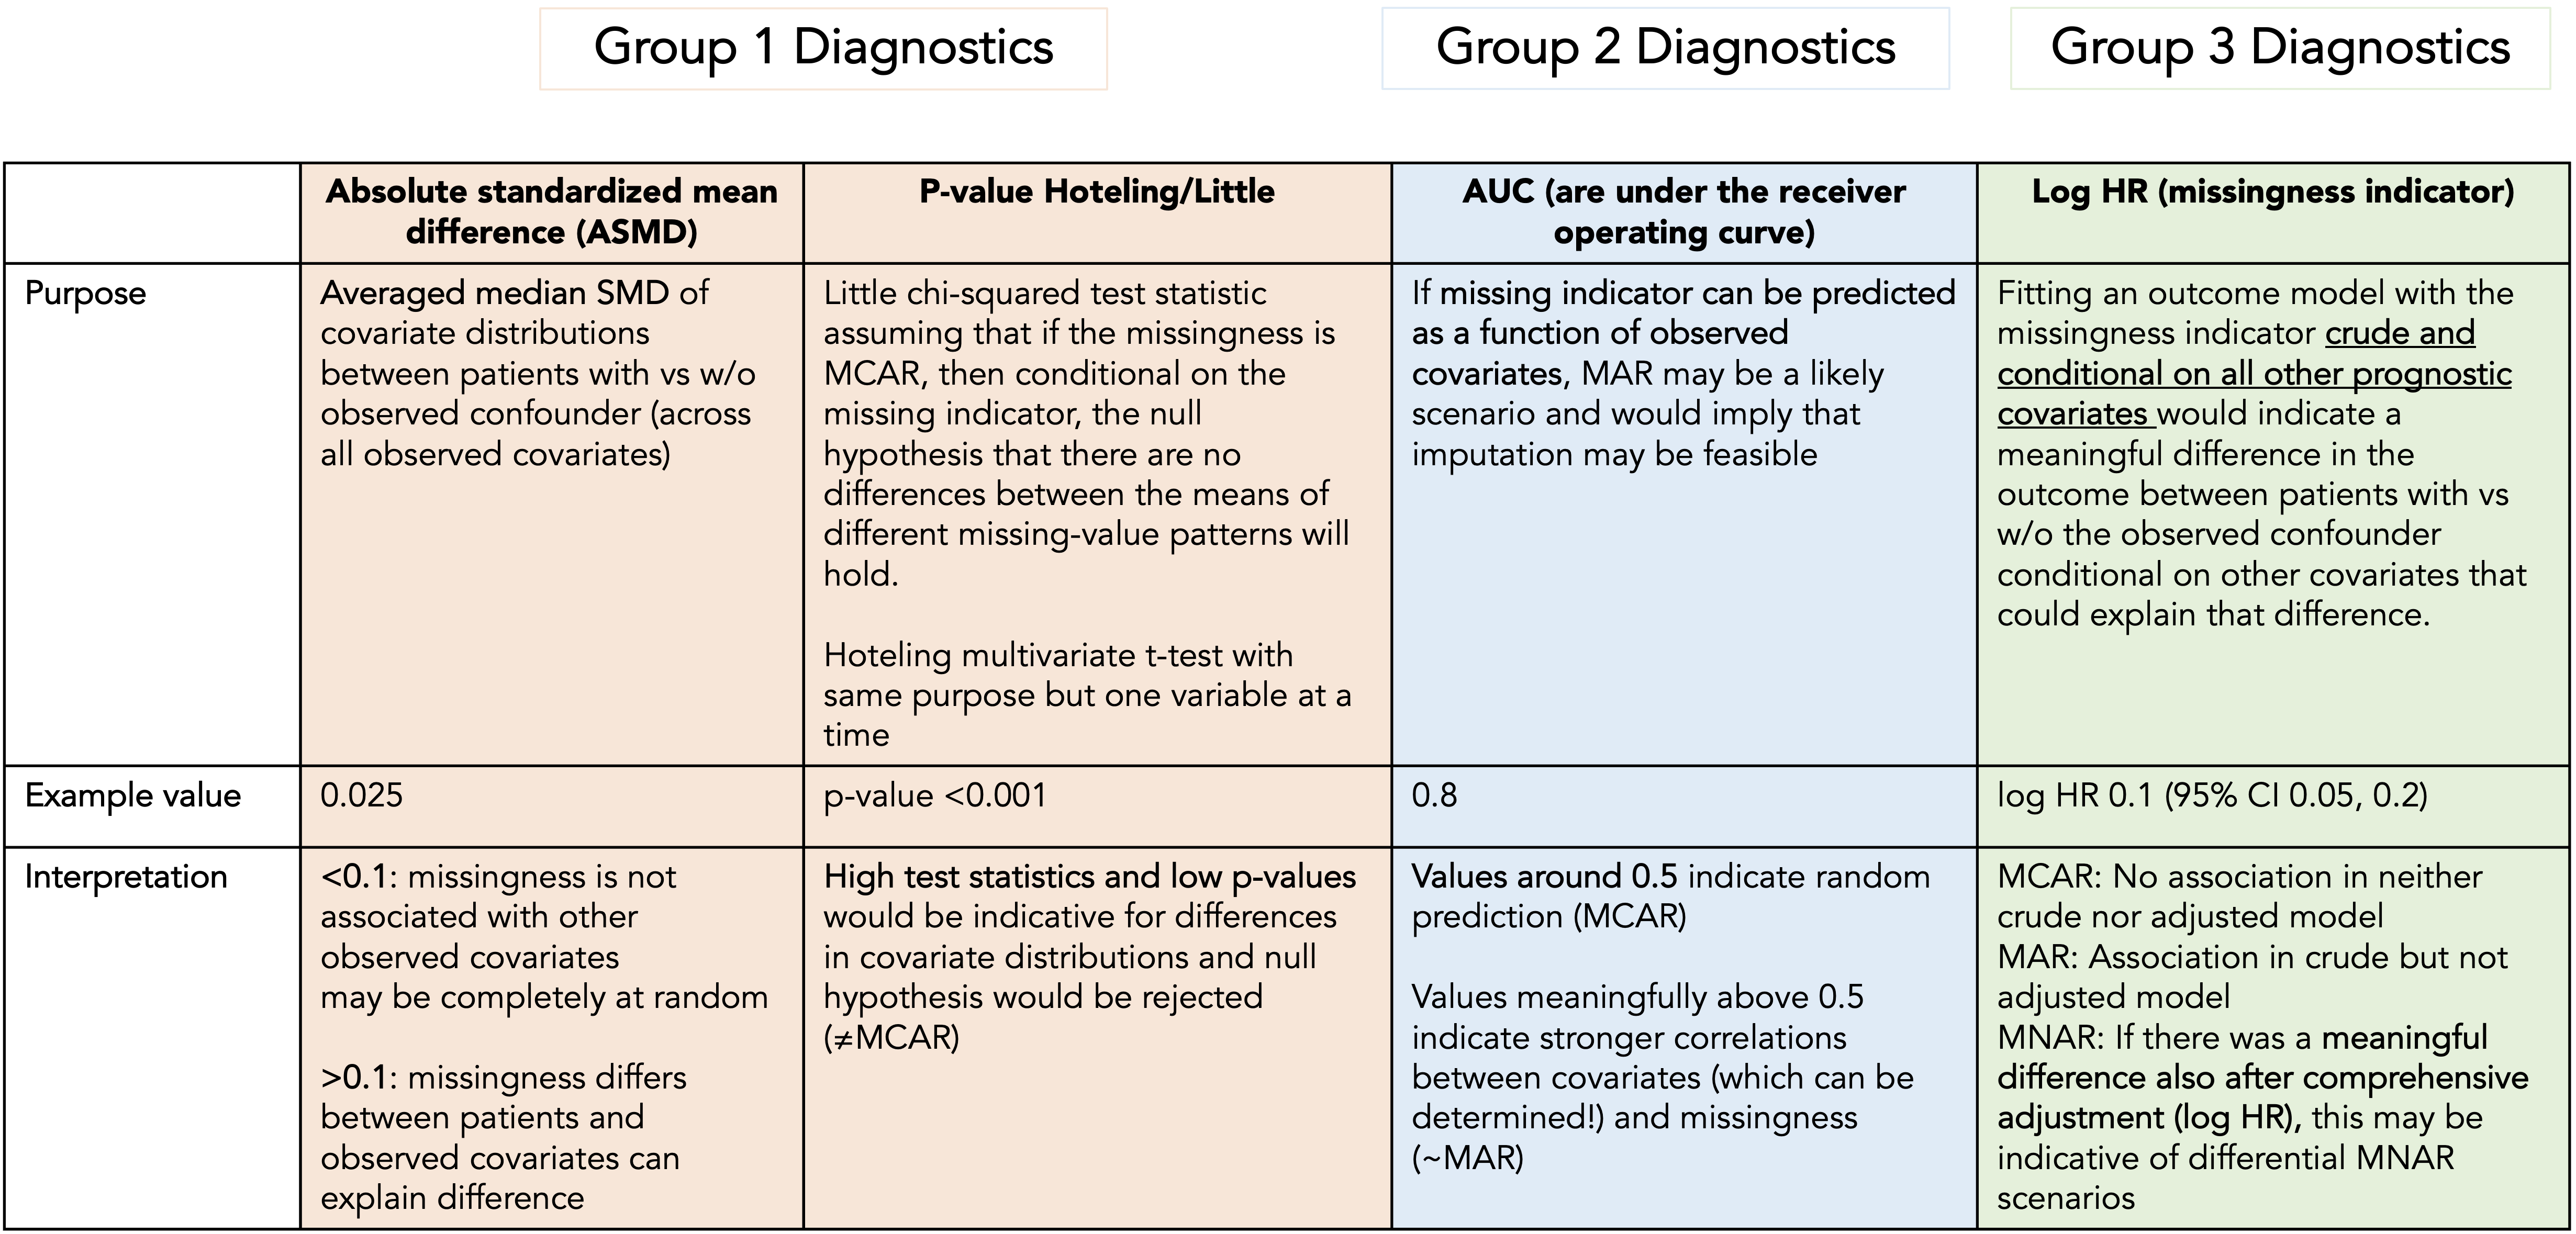 Group 1 Diagnostics
Group 2 Diagnostics
Group 3 Diagnostics
Absolute standardized mean
difference (ASMD)
P-value Hoteling/Little
AUC (are under the receiver
operating curve)
Log HR (missingness indicator)
Purpose
Averaged median SMD of
covariate distributions
between patients with vs w/o
observed confounder (across
all observed covariates)
Little chi-squared test statistic
assuming that if the missingness is
MCAR, then conditional on the
missing indicator, the null
hypothesis that there are no
differences between the means of
different missing-value patterns will
hold.
Hoteling multivariate t-test with
same purpose but one variable at a
time
If missing indicator can be predicted
as a function of observed
covariates, MAR may be a likely
scenario and would imply that
imputation may be feasible
Fitting an outcome model with the
missingness indicator crude and
conditional on all other prognostic
covariates would indicate a
meaningful difference in the
outcome between patients with vs
w/o the observed confounder
conditional on other covariates that
could explain that difference.
Example value
0.025
p-value <0.001
0.8
log HR 0.1 (95% CI 0.05, 0.2)
Interpretation
<0.1: missingness is not
associated with other
observed covariates
may be completely at random
>0.1: missingness differs
between patients and
observed covariates can
explain difference
High test statistics and low p-values
would be indicative for differences
in covariate distributions and null
hypothesis would be rejected
(≠MCAR)
Values around 0.5 indicate random
prediction (MCAR)
Values meaningfully above 0.5
indicate stronger correlations
between covariates (which can be
determined!) and missingness
(~MAR)
MCAR: No association in neither
crude nor adjusted model
MAR: Association in crude but not
adjusted model
MNAR: If there was a meaningful
difference also after comprehensive
adjustment (log HR), this may be
indicative of differential MNAR
scenarios